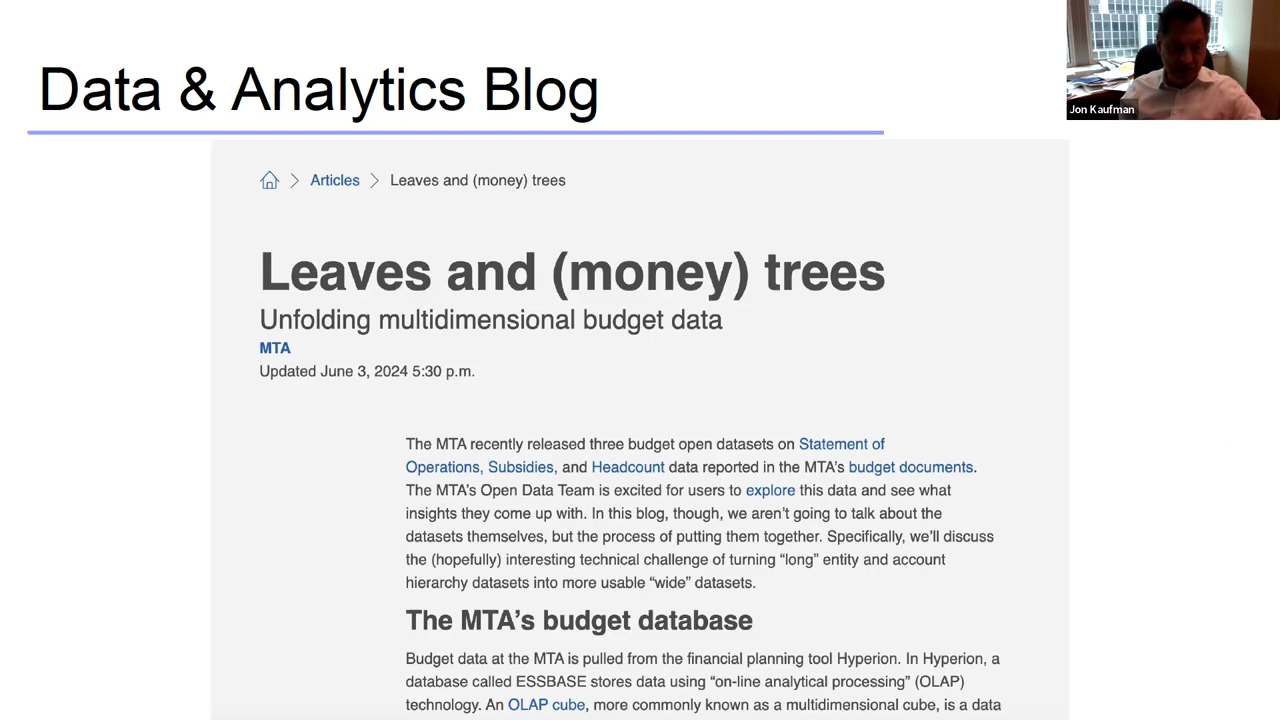 Data & Analytics Blog
Jon Kaufman
Articles
Leaves and (money) trees
Leaves and (money) trees
Unfolding multidimensional budget data
MTA
Updated June 3, 2024 5:30 p.m.
The MTA recently released three budget open datasets on Statement of
Operations, Subsidies, and Headcount data reported in the MTA’s budget documents.
The MTA’s Open Data Team is excited for users to explore this data and see what
insights they come up with. In this blog, though, we aren’t going to talk about the
datasets themselves, but the process of putting them together. Specifically, we’ll discuss
the (hopefully) interesting technical challenge of turning “long” entity and account
hierarchy datasets into more usable “wide” datasets.
The MTA’s budget database
Budget data at the MTA is pulled from the financial planning tool Hyperion. In Hyperion, a
database called ESSBASE stores data using “on-line analytical processing” (OLAP)
technology. An OLAP cube, more commonly known as a multidimensional cube, is a data